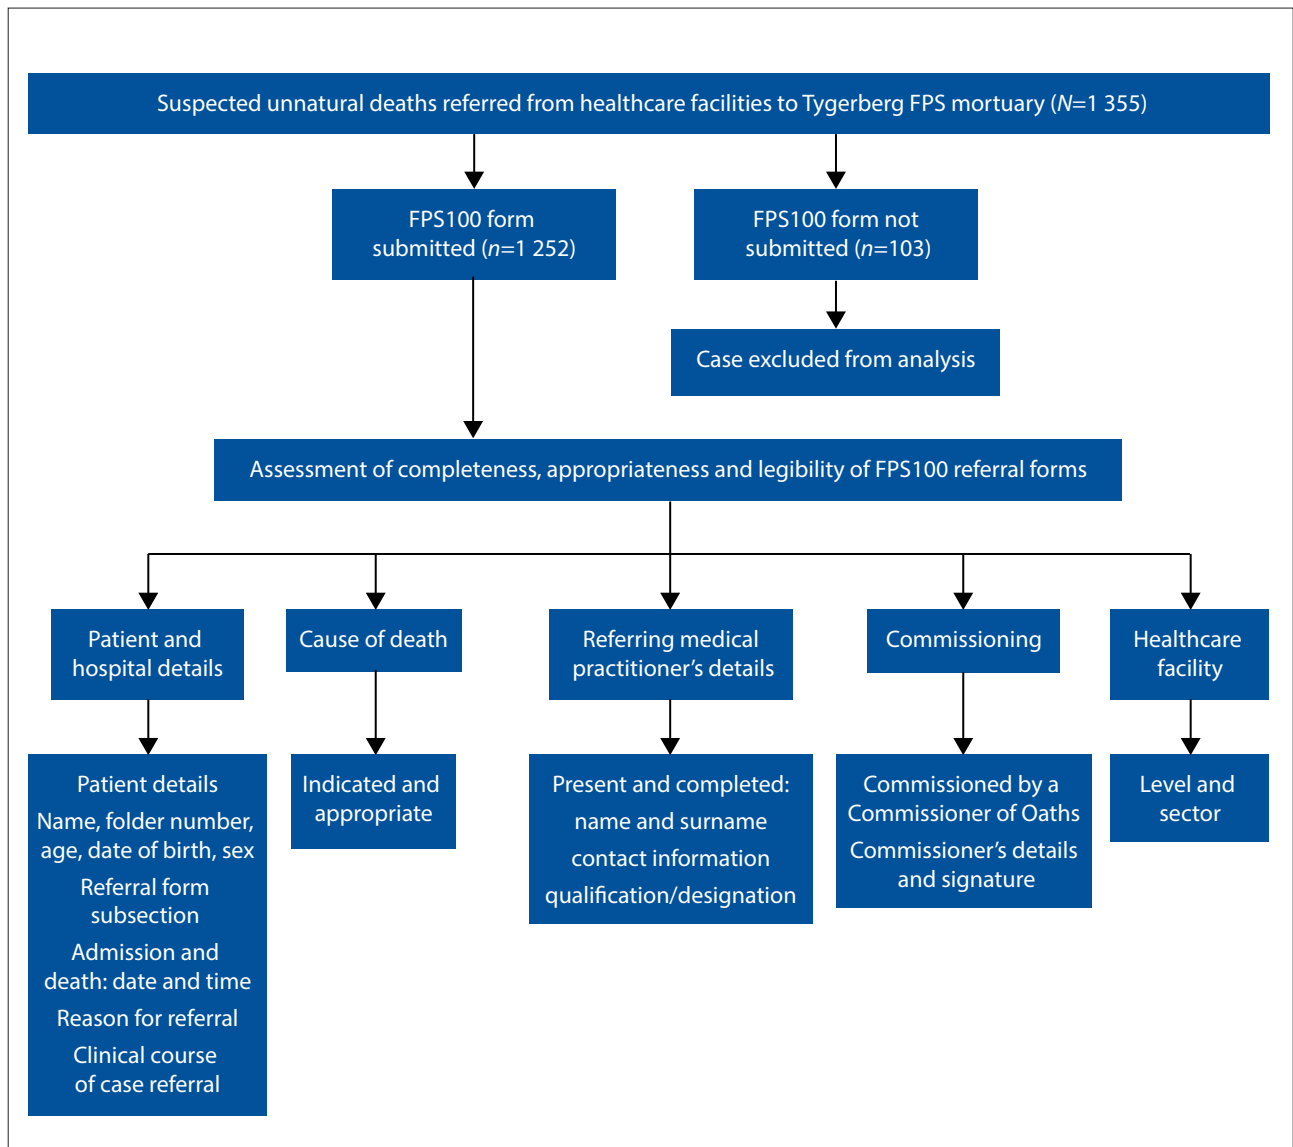 Suspected unnatural deaths referred from healthcare facilities to Tygerberg FPS mortuary (N=1 355)
FPS100 form
submitted (n=1 252)
FPS100 form not
submitted (n=103)
Case excluded from analysis
Assessment of completeness, appropriateness and legibility of FPS100 referral forms
Patient and
hospital details
Cause of death
Referring medical
practitioner’s details
Commissioning
Healthcare
facility
Patient details
Name, folder number,
age, date of birth, sex
Referral form
subsection
Admission and
death: date and time
Reason for referral
Clinical course
of case referral
Indicated and
appropriate
Present and completed:
name and surname
contact information
qualification/designation
Commissioned by a
Commissioner of Oaths
Commissioner’s details
and signature
Level and
sector